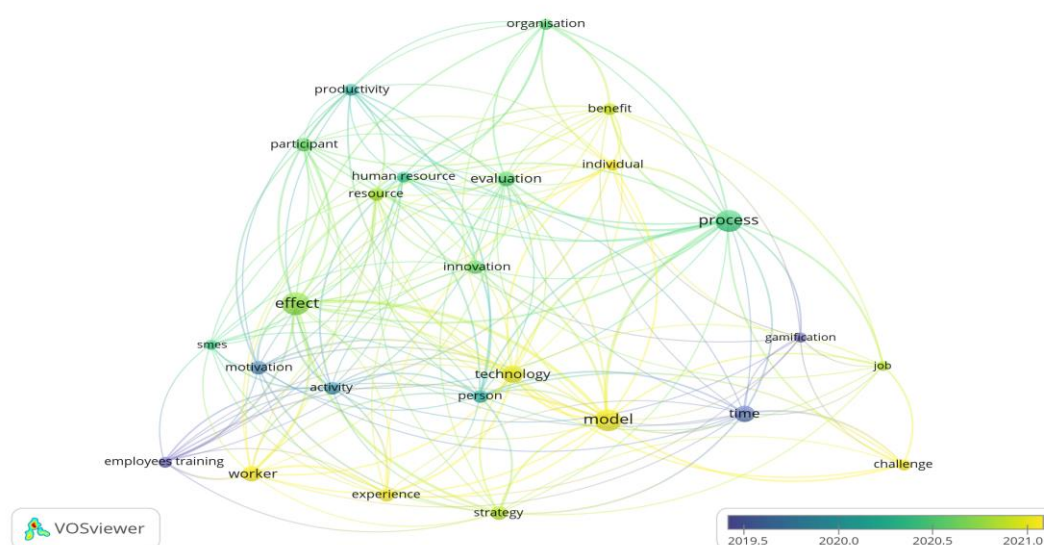 organisation
productivity
benefit
participant
individual
human resource
evaluation
resource
process
innovation
effect
gamification
smes
job
motivation
technology
activity
person
model
time
employees training
worker
challenge
experience
strategy
VOSviewer
2019.5 2020.0 2020.5 2021.0